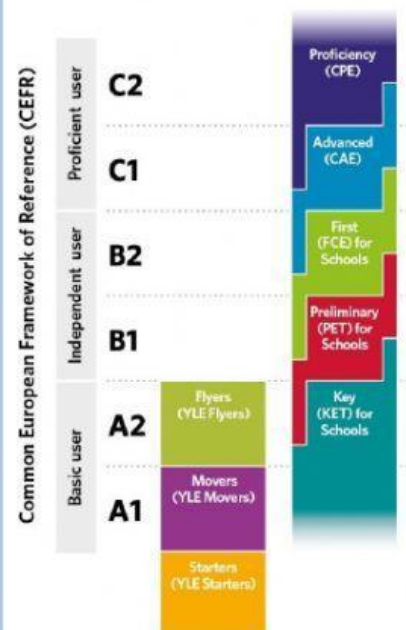 Common European Framework of Reference (CEFR)
Proficient user
Independent user
Basic user
C2
C1
B2
B1
A2
A1
Flyers
(YLE Flyers)
Movers
(YLE Movers)
Starters
(YLE Starters)
Proficiency
(CPE)
Advanced
(CAE)
First
(FCE) for
Schools
Preliminary
(PET) for
Schools
Key
(KET) for
Schools